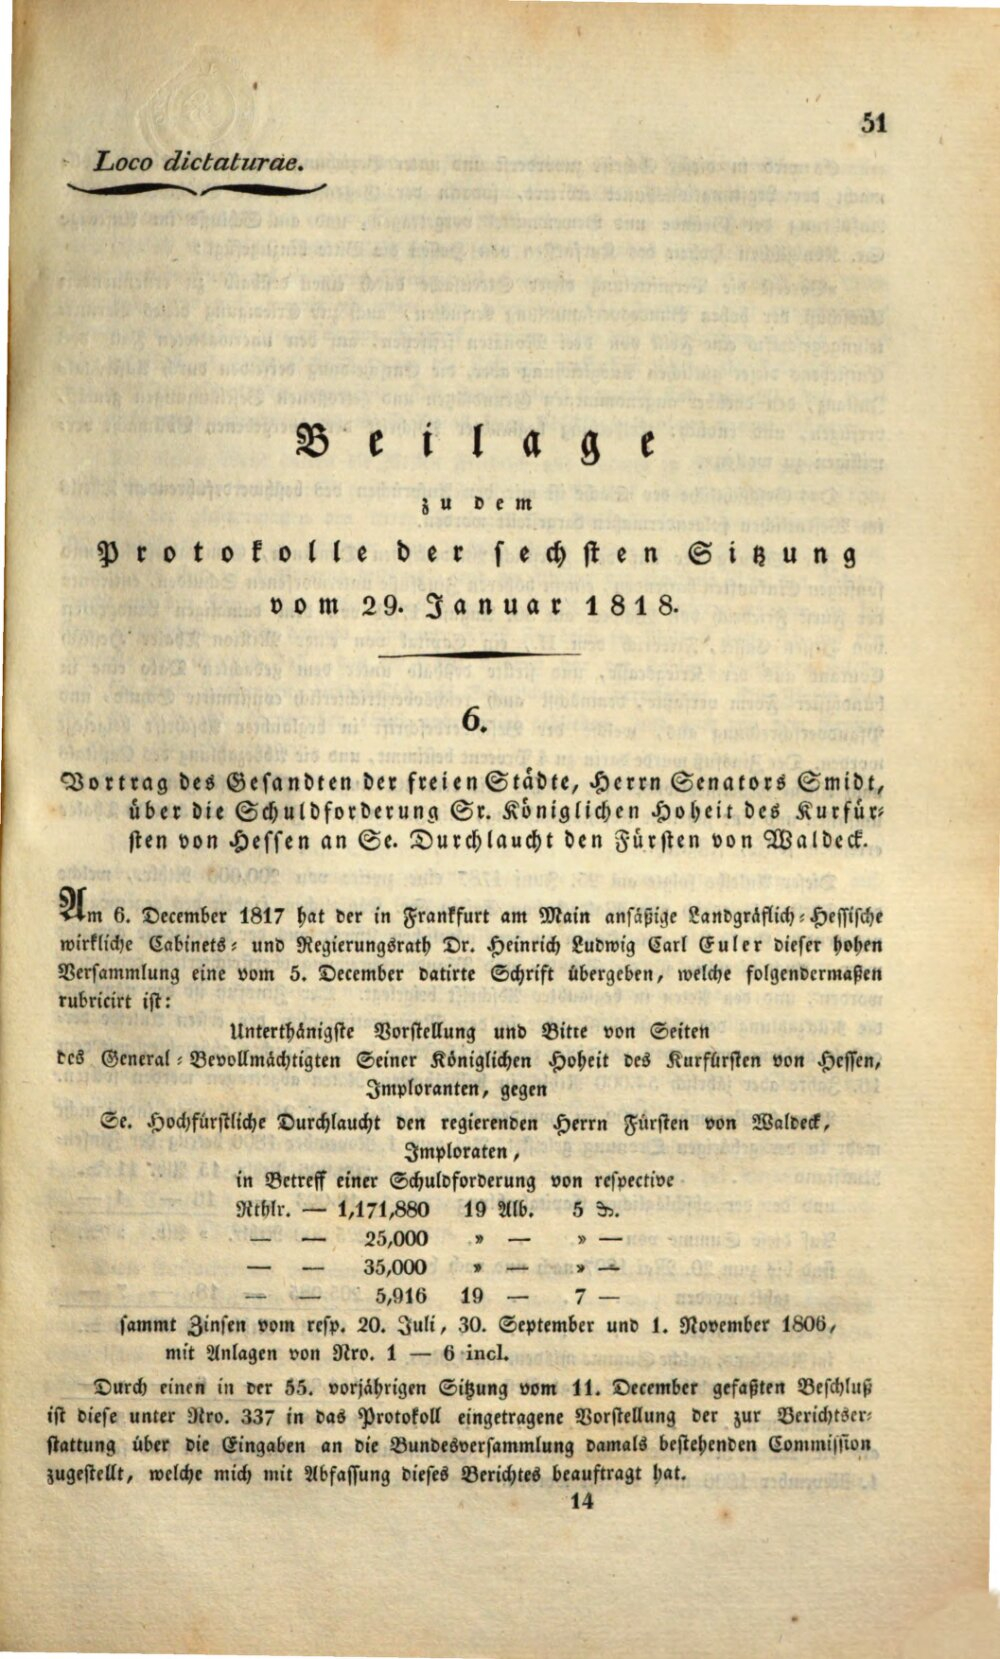 51
Loco dictaturae.
Beilage
zu dem
Protokolle der sechsten Sitzung
vom 29. Januar 1818.
6.
Vortrag des Gesandten der freien Städte, Herrn Senators Smidt,
über die Schuldforderung Sr. Königlichen Hoheit des Kurfür-
sten von Hessen an Se. Durchlaucht den Fürsten von Waldeck.
Am 6. December 1817 hat der in Frankfurt am Main ansäßige Landgräflich-Hessische
wirkliche Cabinets- und Regierungsrath Dr. Heinrich Ludwig Carl Euler dieser hohen
Versammlung eine vom 5. December datirte Schrift übergeben, welche folgendermaßen
rubricirt ist:
Unterthänigste Vorstellung und Bitte von Seiten
des General-Bevollmächtigten Seiner Königlichen Hoheit des Kurfürsten von Hessen,
Imploranten, gegen
Se. Hochfürstliche Durchlaucht den regierenden Herrn Fürsten von Waldeck,
Imploraten,
in Betreff einer Schuldforderung von respective
Rthlr. — 1,171,880 19 Alb. 5 ₰.
— — 25,000 » — » —
— — 35,000 » — » —
— — 5,916 19 — 7 —
sammt Zinsen vom resp. 20. Juli, 30. September und 1. November 1806,
mit Anlagen von Nro. 1 — 6 incl.
Durch einen in der 55. vorjährigen Sitzung vom 11. December gefaßten Beschluß
ist diese unter Nro. 337 in das Protokoll eingetragene Vorstellung der zur Berichtser-
stattung über die Eingaben an die Bundesversammlung damals bestehenden Commission
zugestellt, welche mich mit Abfassung dieses Berichtes beauftragt hat.
14